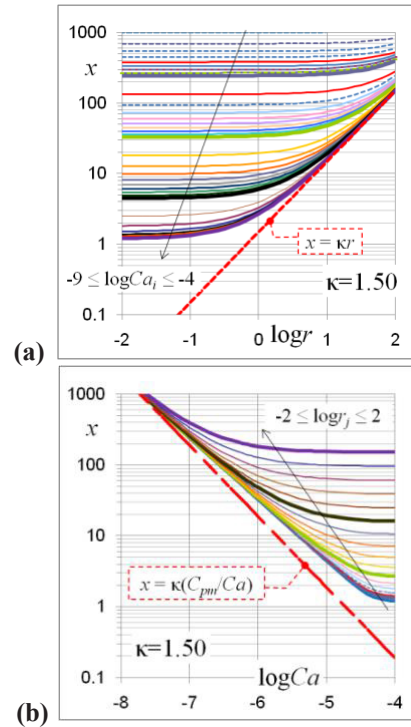 1000
x
100
10
1
0.1
x = κr
-9 ≤ logCa_i ≤ -4
κ=1.50
-2 -1 0 1 2
logr
(a)
1000
x
100
10
1
0.1
-2 ≤ logr_j ≤ 2
x = κ(C_pm/Ca)
κ=1.50
-8 -7 -6 -5 -4
logCa
(b)